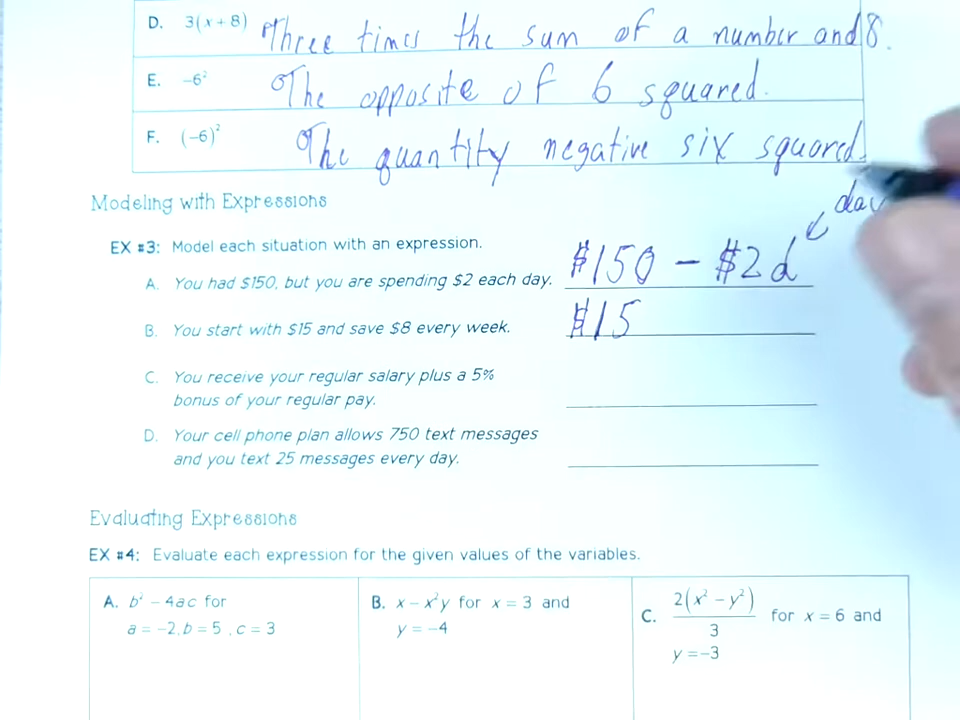 D. 3(x + 8) Three times the sum of a number and 8.
E. -6² The opposite of 6 squared.
F. (-6)² The quantity negative six squared.
Modeling with Expressions
day
EX #3: Model each situation with an expression.
A. You had $150, but you are spending $2 each day. $150 - $2d
B. You start with $15 and save $8 every week. $15
C. You receive your regular salary plus a 5%
bonus of your regular pay.
D. Your cell phone plan allows 750 text messages
and you text 25 messages every day.
Evaluating Expressions
EX #4: Evaluate each expression for the given values of the variables.
A. b² - 4ac for
a = -2, b = 5, c = 3
B. x - x²y for x = 3 and
y = -4
C. 2(x² - y²)/3 for x = 6 and
y = -3